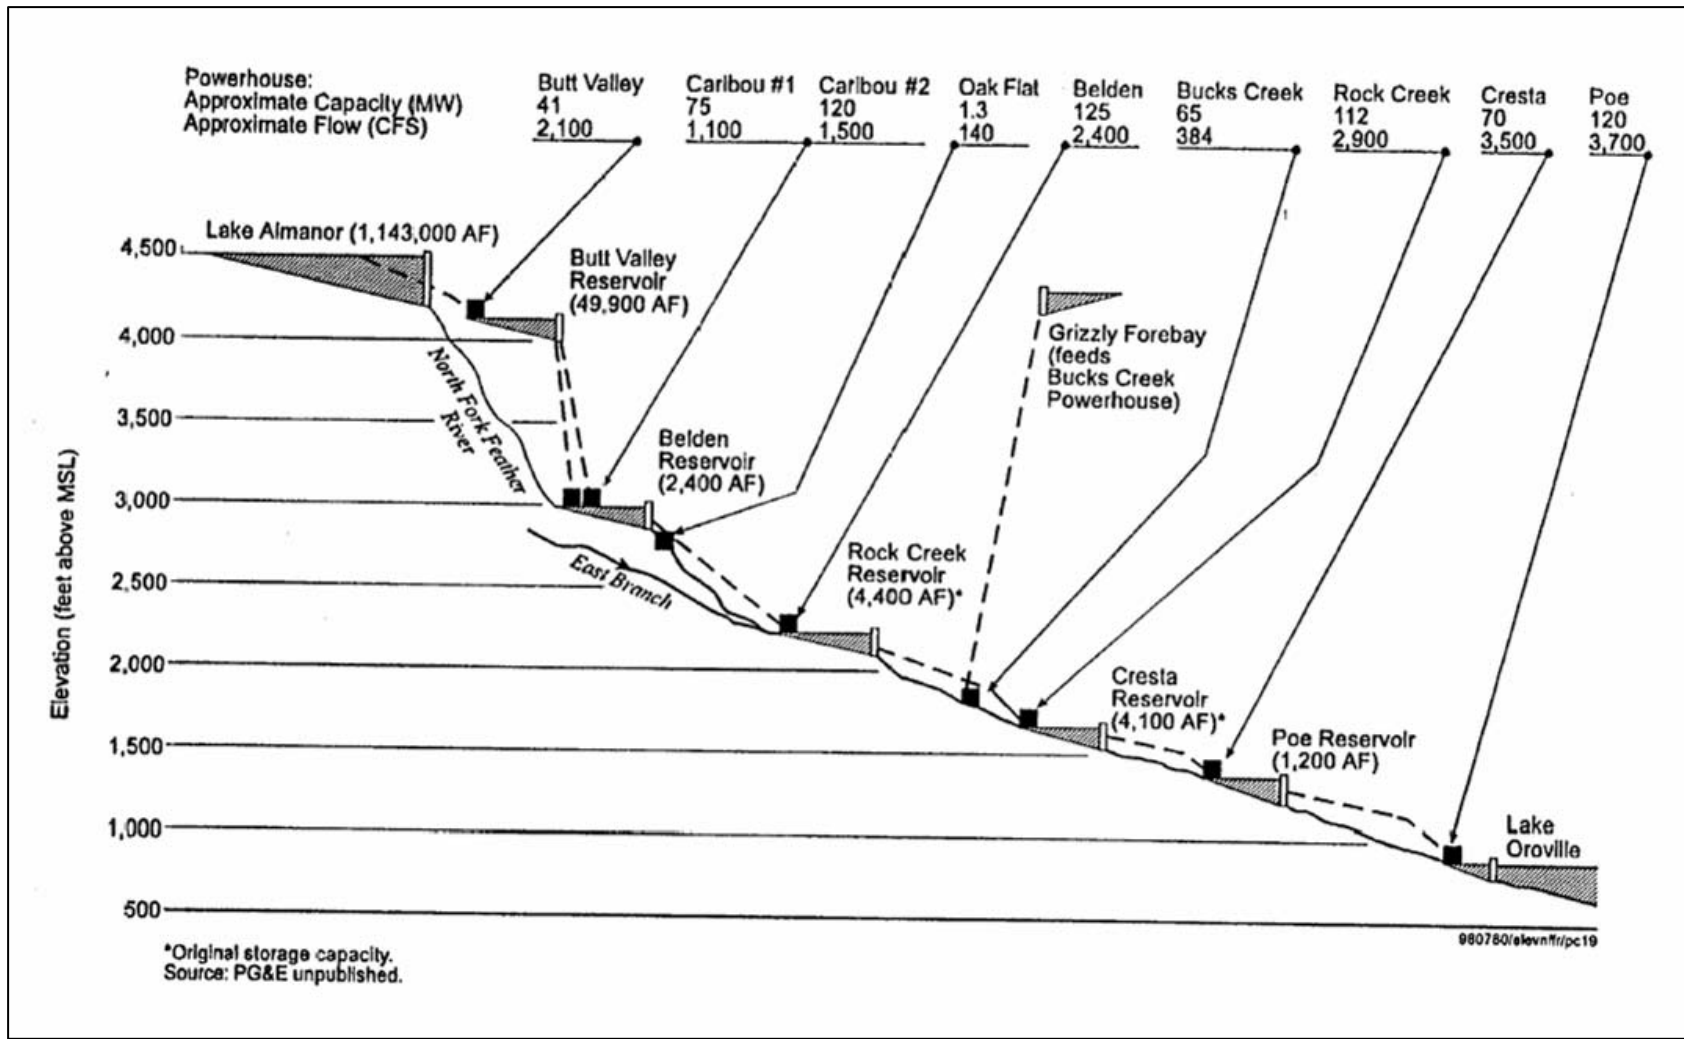 Powerhouse:
Approximate Capacity (MW)
Approximate Flow (CFS)
Butt Valley
41
2,100
Caribou #1
75
1,100
Caribou #2
120
1,500
Oak Flat
1.3
140
Belden
125
2,400
Bucks Creek
65
384
Rock Creek
112
2,900
Cresta
70
3,500
Poe
120
3,700
Lake Almanor (1,143,000 AF)
Butt Valley
Reservoir
(49,900 AF)
Grizzly Forebay
(feeds
Bucks Creek
Powerhouse)
North Fork Feather
River
Belden
Reservoir
(2,400 AF)
East Branch
Rock Creek
Reservoir
(4,400 AF)*
Cresta
Reservoir
(4,100 AF)*
Poe Reservoir
(1,200 AF)
Lake
Oroville
Elevation (feet above MSL)
4,500
4,000
3,500
3,000
2,500
2,000
1,500
1,000
500
*Original storage capacity.
Source: PG&E unpublished.
980780/elevnffr/pc19